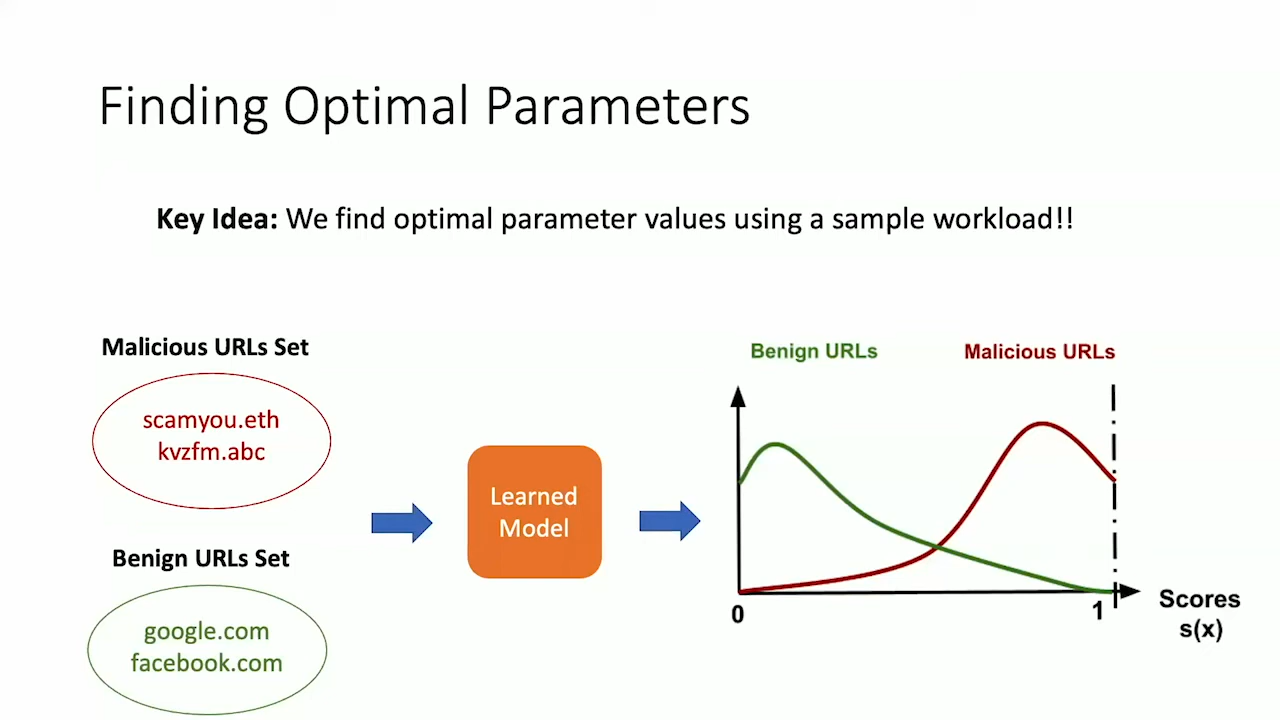 Finding Optimal Parameters
Key Idea: We find optimal parameter values using a sample workload!!
Malicious URLs Set
scamyou.eth
kvzfm.abc
Benign URLs Set
google.com
facebook.com
Learned
Model
Benign URLs
Malicious URLs
0
1
Scores
s(x)